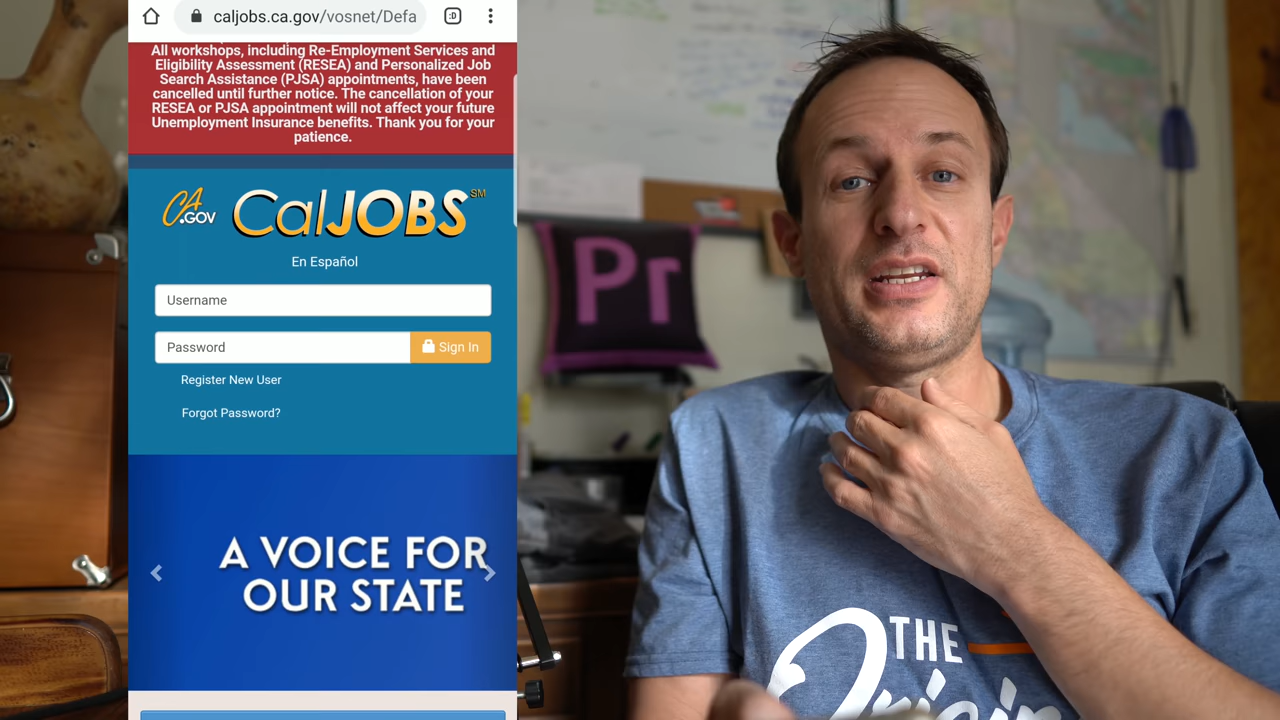 caljobs.ca.gov/vosnet/Defa
:D
All workshops, including Re-Employment Services and
Eligibility Assessment (RESEA) and Personalized Job
Search Assistance (PJSA) appointments, have been
cancelled until further notice. The cancellation of your
RESEA or PJSA appointment will not affect your future
Unemployment Insurance benefits. Thank you for your
patience.
CA.GOV CalJOBS SM
En Español
Username
Password
Sign In
Register New User
Forgot Password?
A VOICE FOR
OUR STATE
Pr
THE